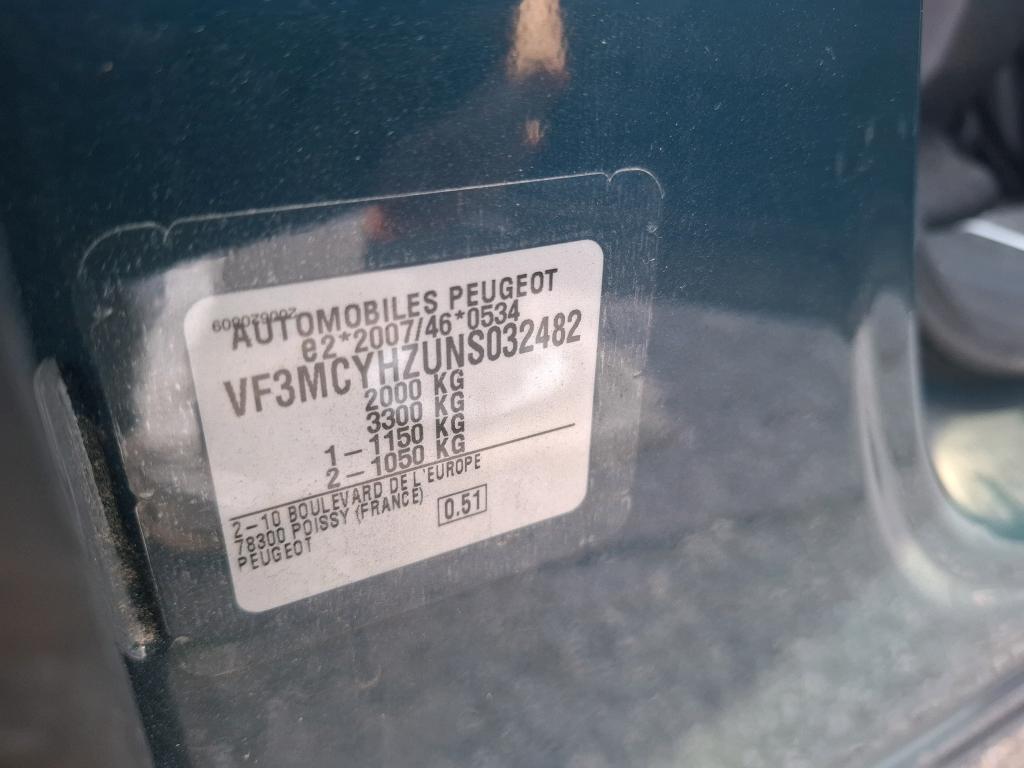 AUTOMOBILES PEUGEOT
e2*2007/46*0534
VF3MCYHZUNS032482
2000 KG
3300 KG
1-1150 KG
2-1050 KG
2-10 BOULEVARD DE L'EUROPE
78300 POISSY (FRANCE)
PEUGEOT
0.51